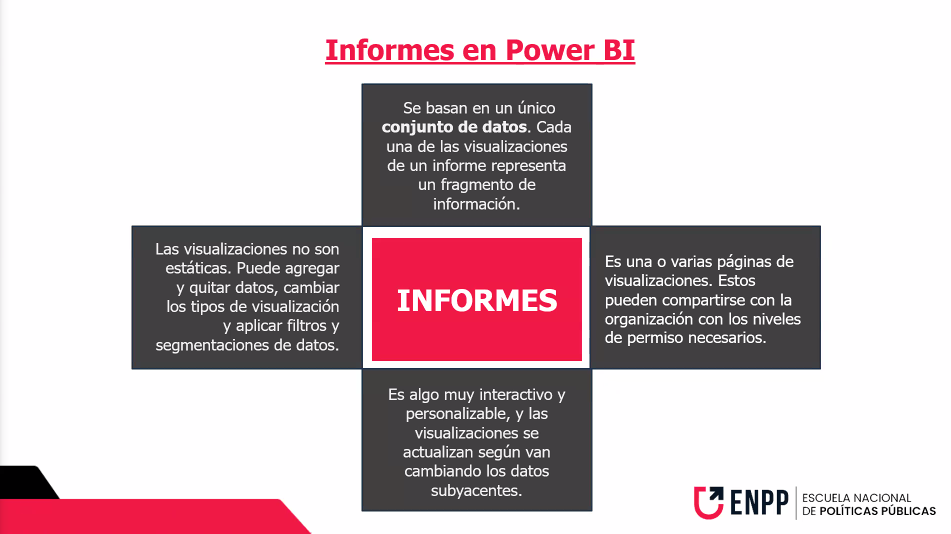 Informes en Power BI
Se basan en un único
conjunto de datos. Cada
una de las visualizaciones
de un informe representa
un fragmento de
información.
Las visualizaciones no son
estáticas. Puede agregar
y quitar datos, cambiar
los tipos de visualización
y aplicar filtros y
segmentaciones de datos.
INFORMES
Es una o varias páginas de
visualizaciones. Estos
pueden compartirse con la
organización con los niveles
de permiso necesarios.
Es algo muy interactivo y
personalizable, y las
visualizaciones se
actualizan según van
cambiando los datos
subyacentes.
ENPP
ESCUELA NACIONAL
DE POLÍTICAS PÚBLICAS